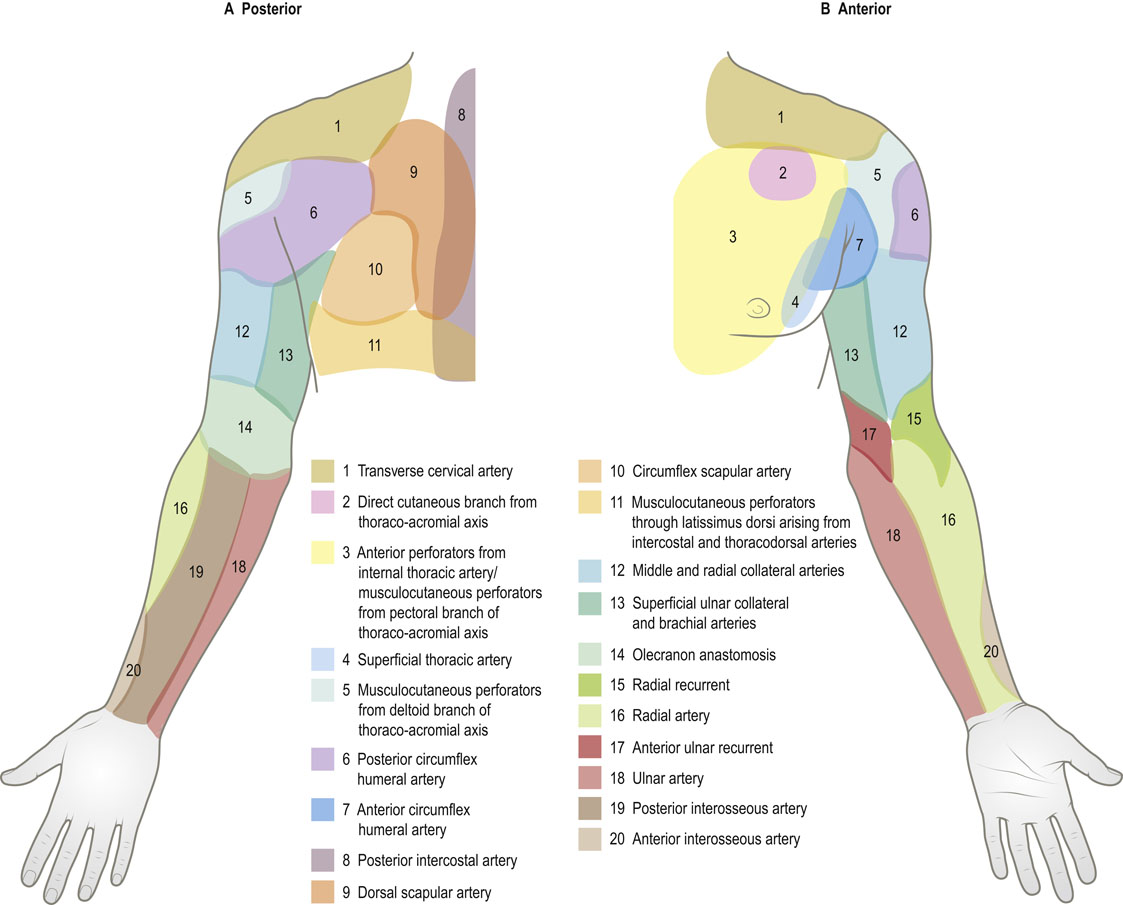 A Posterior
B Anterior
1
8
9
5
6
10
12
13
11
14
16
19
18
20
1
2
5
6
3
7
4
12
13
15
17
16
18
20
1 Transverse cervical artery
2 Direct cutaneous branch from
thoraco-acromial axis
3 Anterior perforators from
internal thoracic artery/
musculocutaneous perforators
from pectoral branch of
thoraco-acromial axis
4 Superficial thoracic artery
5 Musculocutaneous perforators
from deltoid branch of
thoraco-acromial axis
6 Posterior circumflex
humeral artery
7 Anterior circumflex
humeral artery
8 Posterior intercostal artery
9 Dorsal scapular artery
10 Circumflex scapular artery
11 Musculocutaneous perforators
through latissimus dorsi arising from
intercostal and thoracodorsal arteries
12 Middle and radial collateral arteries
13 Superficial ulnar collateral
and brachial arteries
14 Olecranon anastomosis
15 Radial recurrent
16 Radial artery
17 Anterior ulnar recurrent
18 Ulnar artery
19 Posterior interosseous artery
20 Anterior interosseous artery